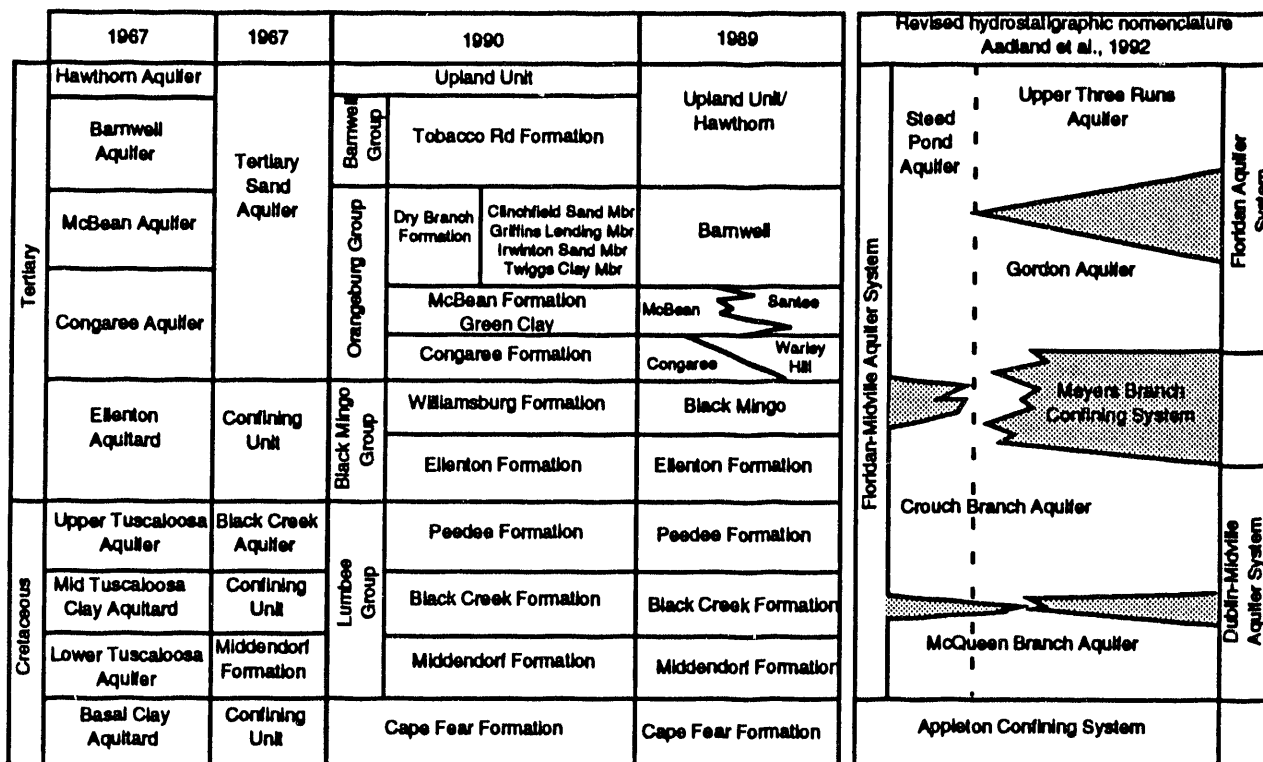 1967
1967
1990
1989
Revised hydrostatigraphic nomenclature
Aadland et al., 1992
Tertiary
Cretaceous
Hawthorn Aquifer
Barnwell
Aquifer
McBean Aquifer
Congaree Aquifer
Ellenton
Aquitard
Upper Tuscaloosa
Aquifer
Mid Tuscaloosa
Clay Aquitard
Lower Tuscaloosa
Aquifer
Basal Clay
Aquitard
Tertiary
Sand
Aquifer
Confining
Unit
Black Creek
Aquifer
Confining
Unit
Middendorf
Formation
Confining
Unit
Upland Unit
Barnwell
Group
Tobacco Rd Formation
Orangeburg Group
Dry Branch
Formation
Clinchfield Sand Mbr
Griffins Lending Mbr
Irwinton Sand Mbr
Twiggs Clay Mbr
McBean Formation
Green Clay
Congaree Formation
Black Mingo
Group
Williamsburg Formation
Ellenton Formation
Lumbee
Group
Peedee Formation
Black Creek Formation
Middendorf Formation
Cape Fear Formation
Upland Unit/
Hawthorn
Barnwell
McBean
Santee
Congaree
Warley
Hill
Black Mingo
Ellenton Formation
Peedee Formation
Black Creek Formation
Middendorf Formation
Cape Fear Formation
Floridan-Midville Aquifer System
Steed
Pond
Aquifer
Upper Three Runs
Aquifer
Gordon Aquifer
Meyers Branch
Confining System
Crouch Branch Aquifer
McQueen Branch Aquifer
Appleton Confining System
Floridan Aquifer
System
Dublin-Midville
Aquifer System